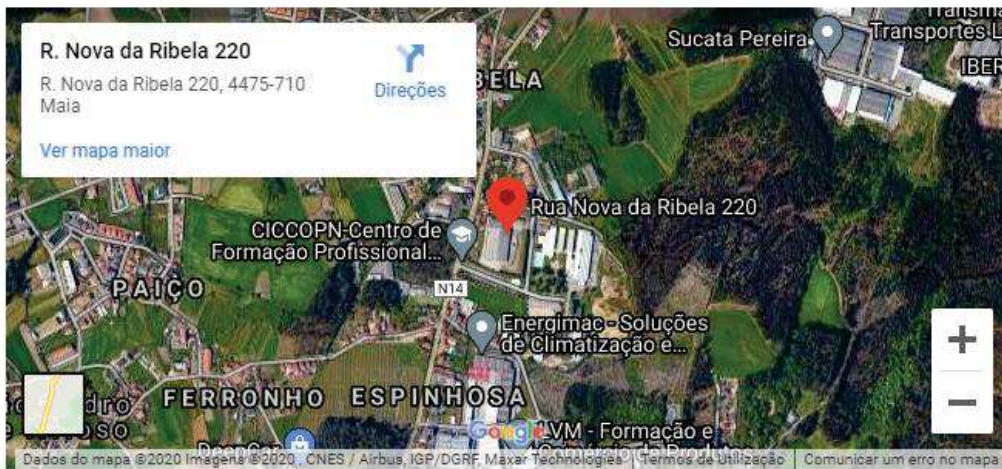 R. Nova da Ribela 220
R. Nova da Ribela 220, 4475-710
Maia
Direções
Ver mapa maior
BELA
Sucata Pereira
Transportes L
IBER
Rua Nova da Ribela 220
CICCOPN-Centro de
Formação Profissional...
PAIÇO
N14
Energimac - Soluções
de Climatização e...
FERRONHO
ESPINHOSA
dro
oso
Google
VM - Formação e
Dados do mapa ©2020 Imagens ©2020 , CNES / Airbus, IGP/DGRF, Maxar Technologies
Termos de Utilização
Comunicar um erro no mapa